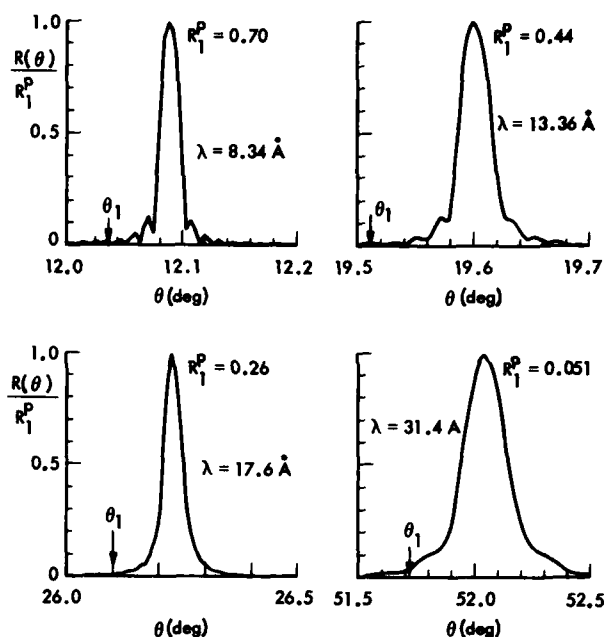 1.0
R(θ)
R₁ᴾ
0.5
0
R₁ᴾ = 0.70
λ = 8.34 Å
θ₁
12.0 12.1 12.2
θ (deg)
R₁ᴾ = 0.44
λ = 13.36 Å
θ₁
19.5 19.6 19.7
θ (deg)
1.0
R(θ)
R₁ᴾ
0.5
0
R₁ᴾ = 0.26
λ = 17.6 Å
θ₁
26.0 26.5
θ (deg)
R₁ᴾ = 0.051
λ = 31.4 A
θ₁
51.5 52.0 52.5
θ (deg)